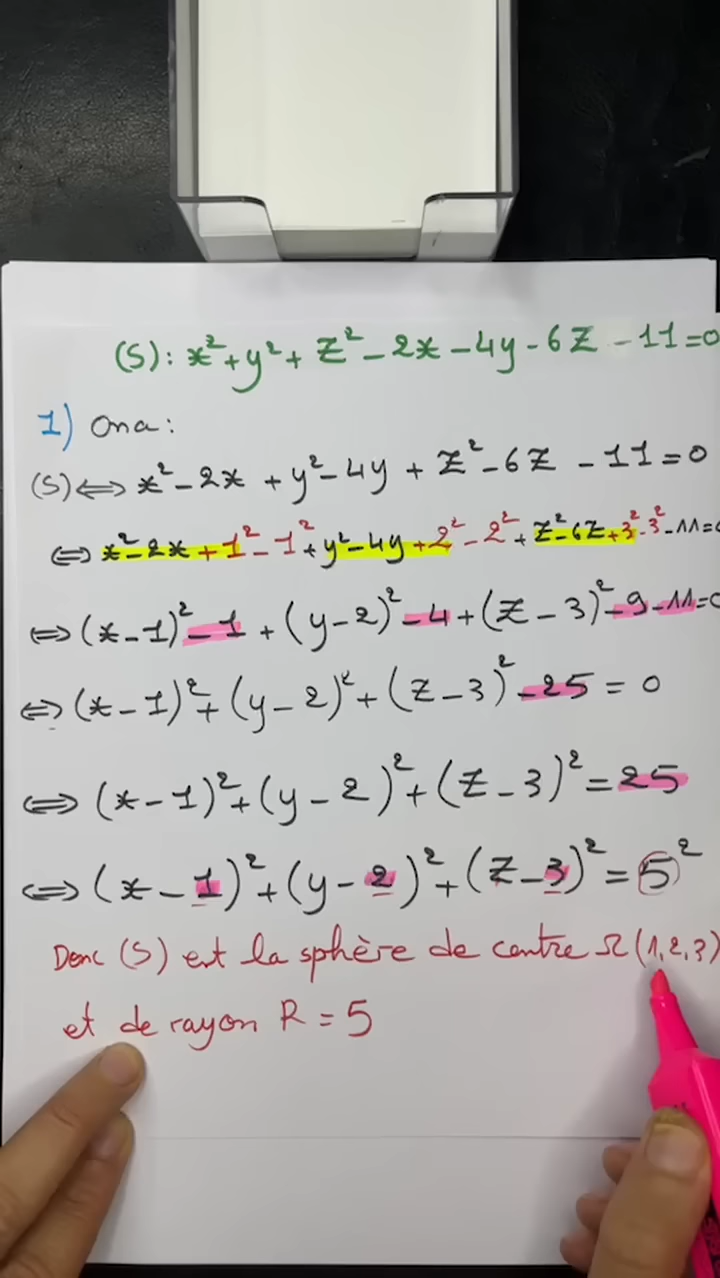 (S): x²+y²+z²-2x-4y-6z-11=0
1) Ona:
(S)⟺x²-2x+y²-4y+z²-6z-11=0
⟺x²-2x+1²-1²+y²-4y+2²-2²+z²-6z+3²-3²-11=0
⟺(x-1)²-1+(y-2)²-4+(z-3)²-9-11=0
⟺(x-1)²+(y-2)²+(z-3)²-25=0
⟺(x-1)²+(y-2)²+(z-3)²=25
⟺(x-1)²+(y-2)²+(z-3)²=5²
Donc (S) est la sphère de centre Ω(1,2,3)
et de rayon R=5